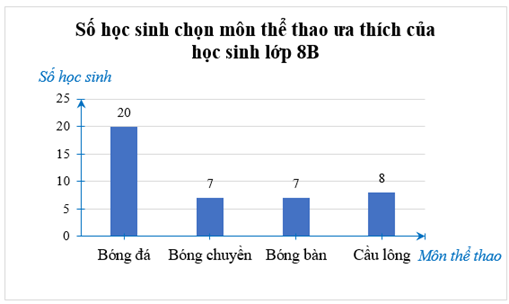 Số học sinh chọn môn thể thao ưa thích của
học sinh lớp 8B
Số học sinh
25
20
15
10
5
0
20
7
7
8
Bóng đá
Bóng chuyền
Bóng bàn
Cầu lông
Môn thể thao